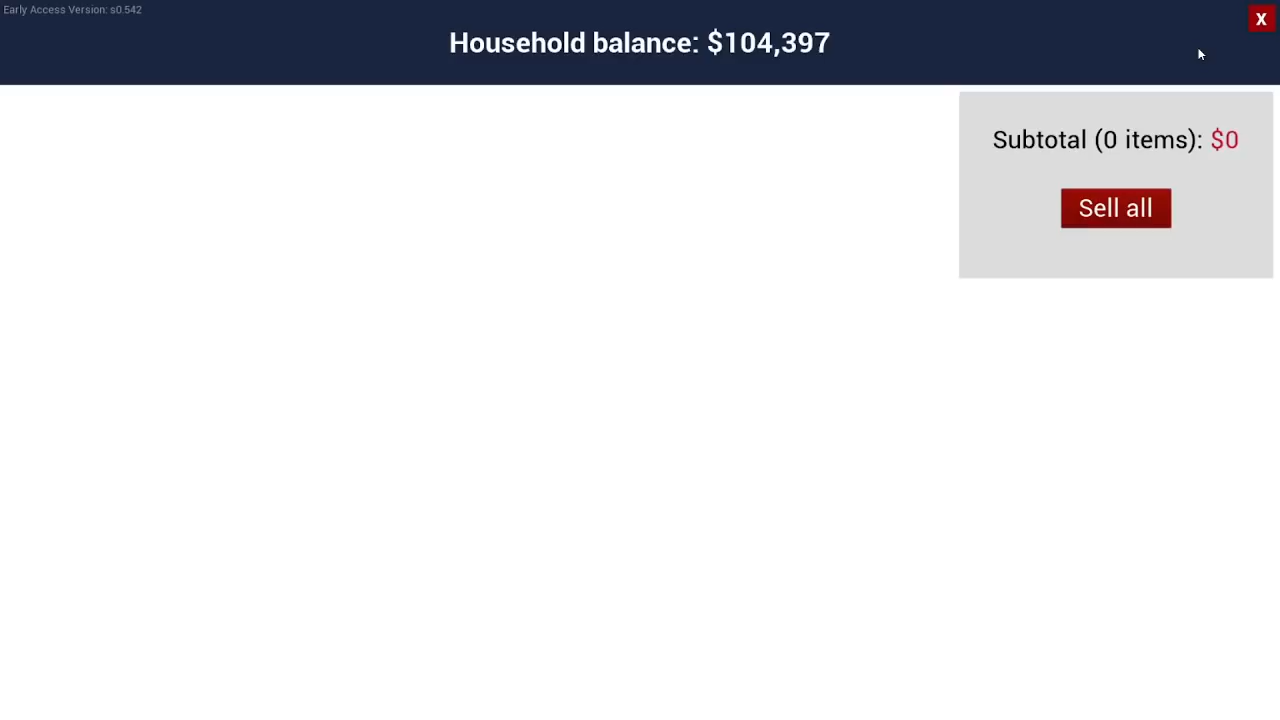 Early Access Version: s0.542
X
Household balance: $104,397
Subtotal (0 items): $0
Sell all